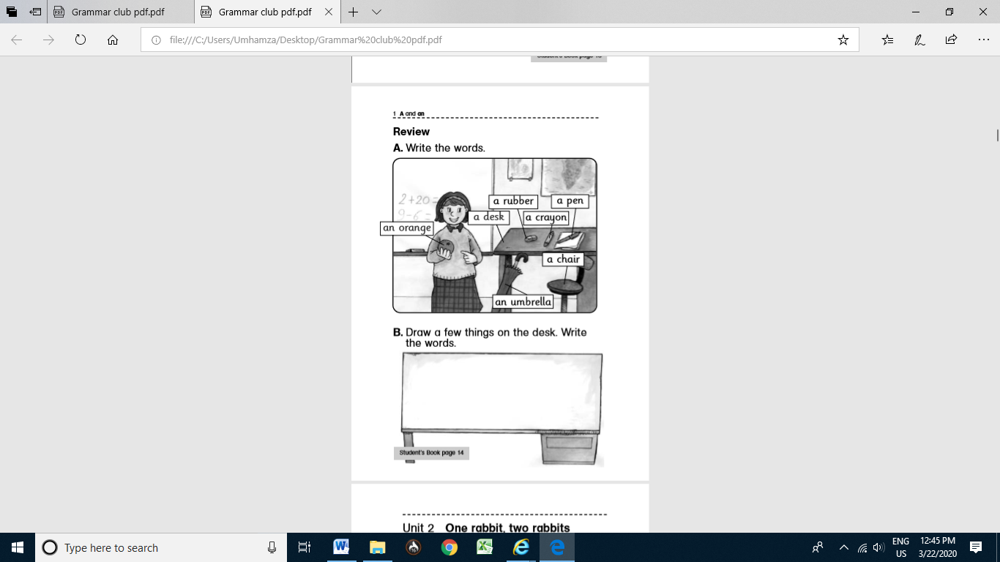 Grammar club pdf.pdf
Grammar club pdf.pdf
file:///C:/Users/Umhamza/Desktop/Grammar%20club%20pdf.pdf
Student's Book page
1 A and an
Review
A. Write the words.
2+20=
9-6=
a rubber
a pen
a desk
a crayon
an orange
a chair
an umbrella
B. Draw a few things on the desk. Write
the words.
Student's Book page 14
Unit 2 One rabbit, two rabbits
Type here to search
ENG
US
12:45 PM
3/22/2020